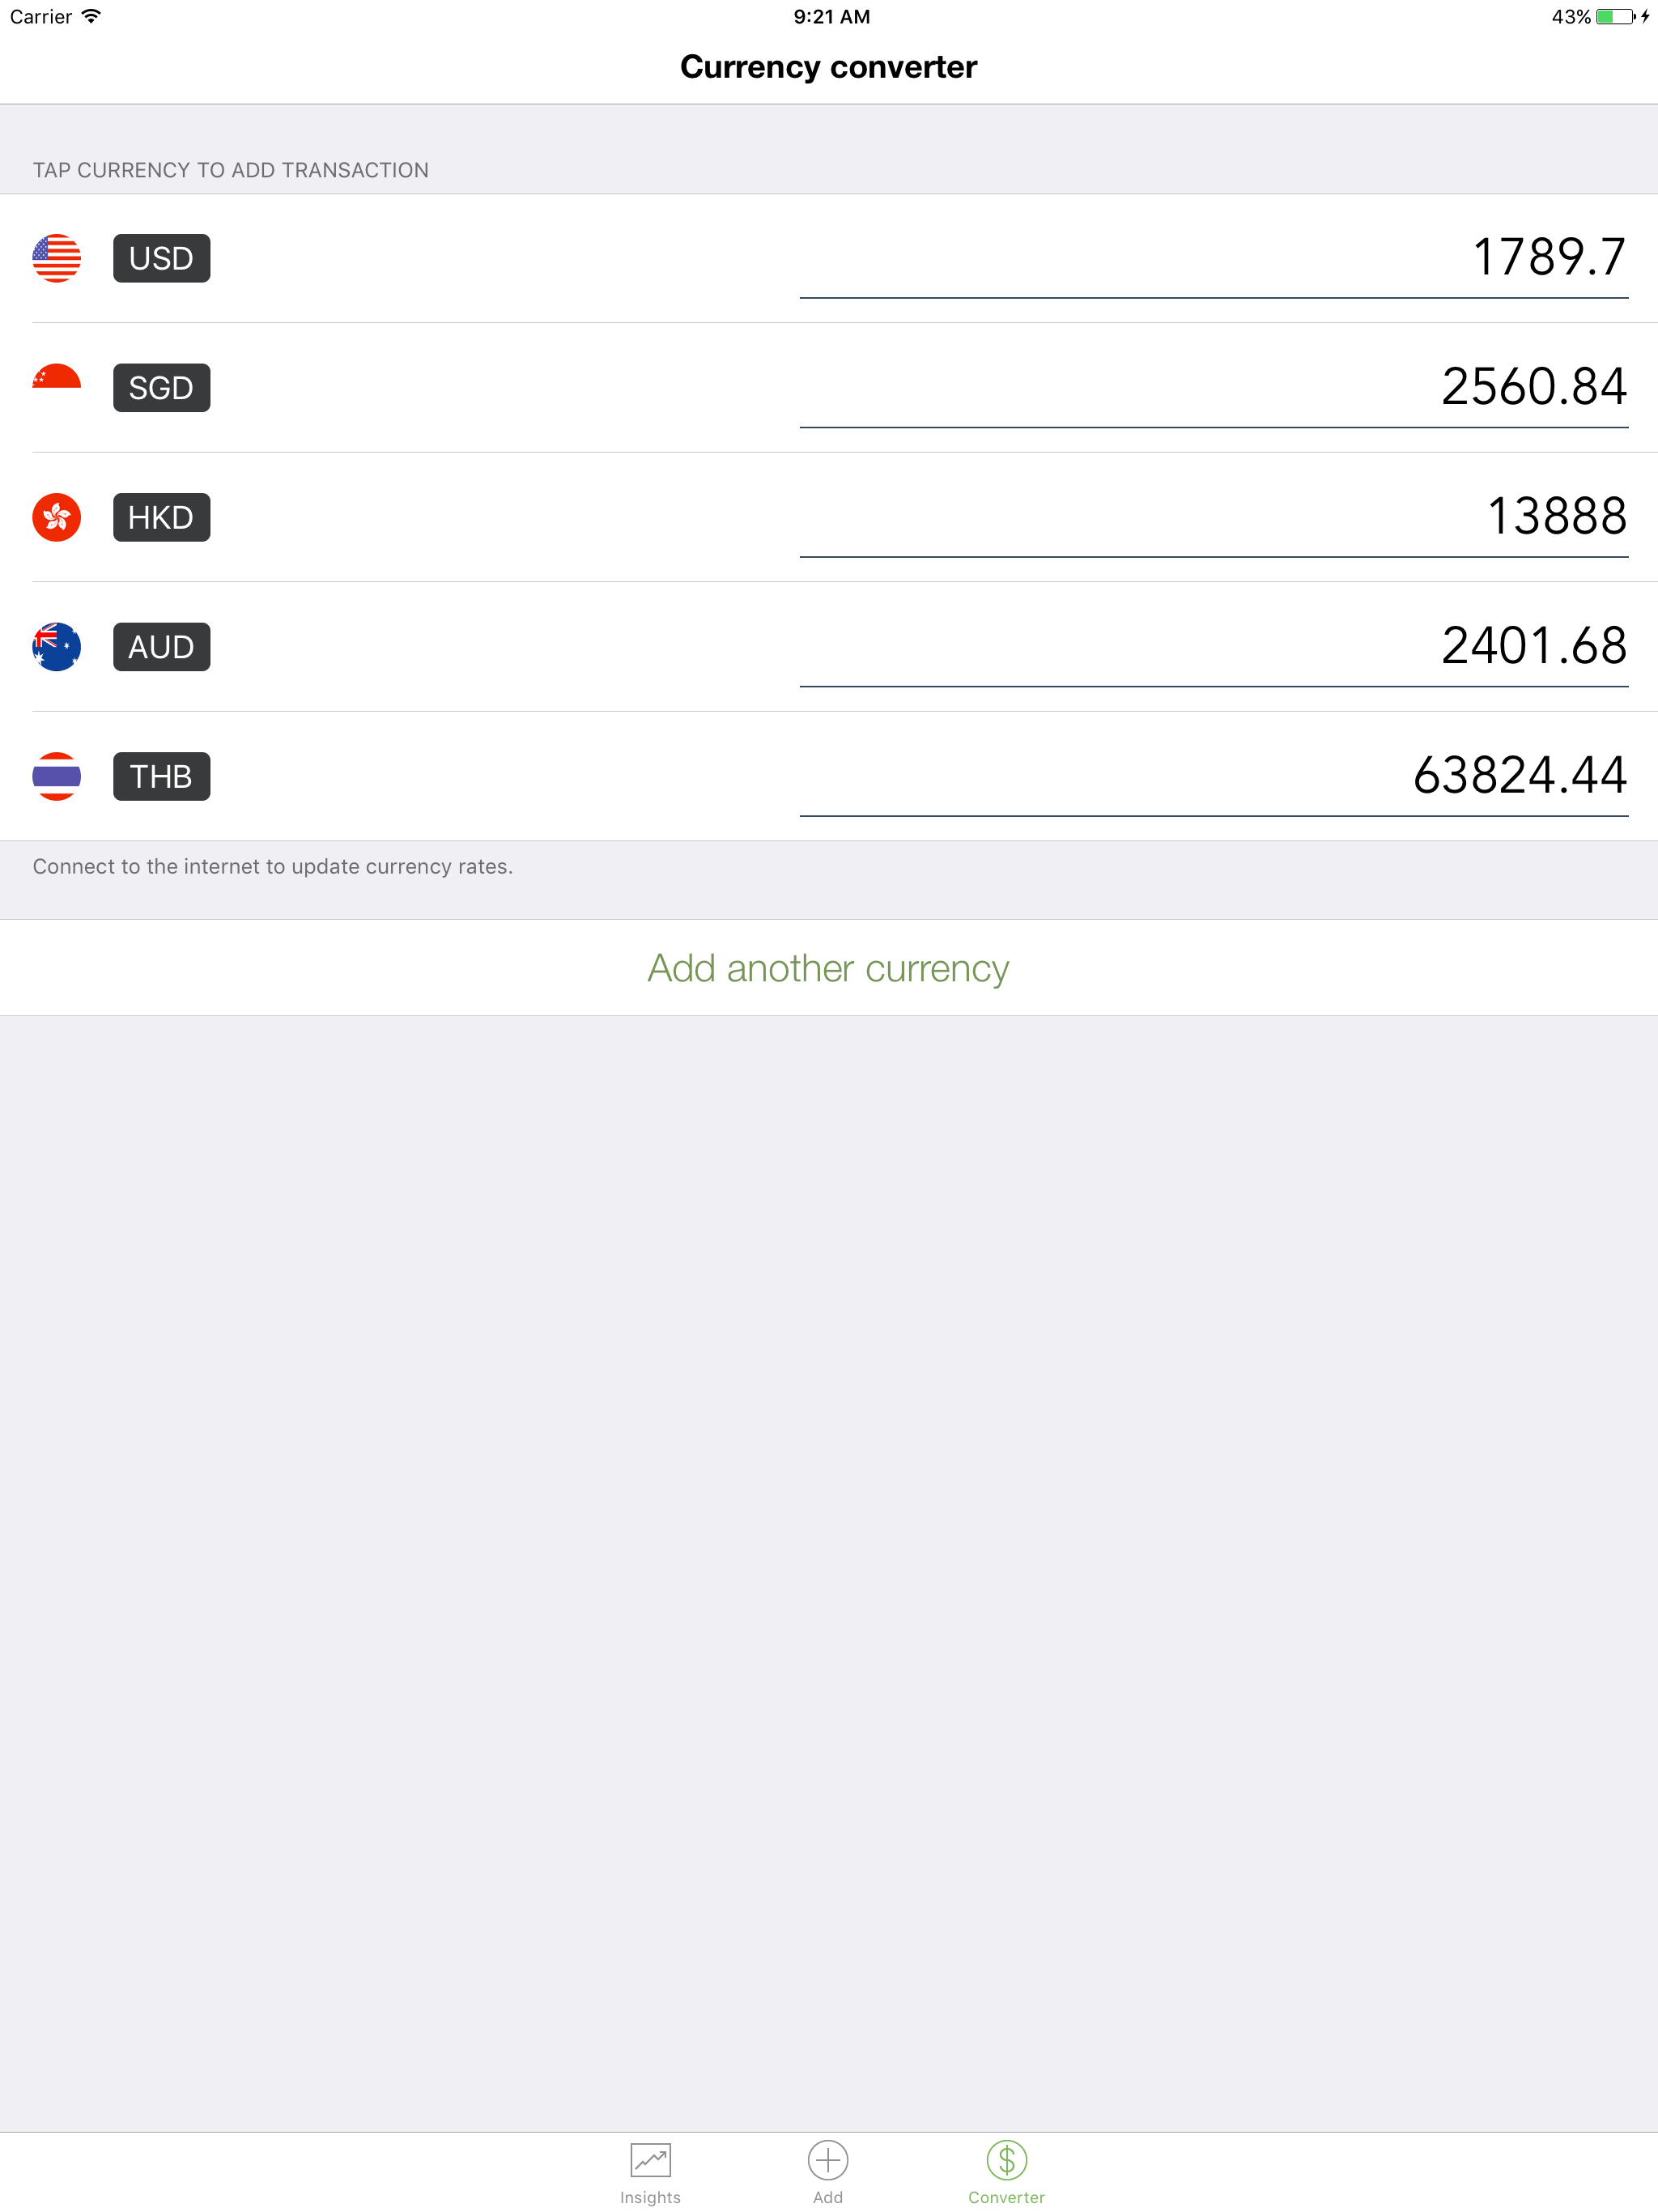 Carrier 9:21 AM 43%
Currency converter
TAP CURRENCY TO ADD TRANSACTION
USD 1789.7
SGD 2560.84
HKD 13888
AUD 2401.68
THB 63824.44
Connect to the internet to update currency rates.
Add another currency
Insights Add Converter